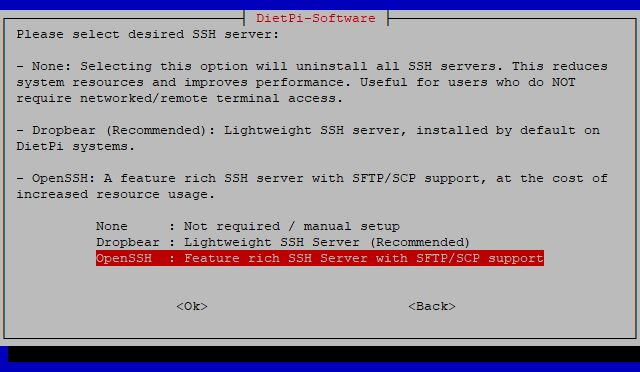 DietPi-Software
Please select desired SSH server:
- None: Selecting this option will uninstall all SSH servers. This reduces
system resources and improves performance. Useful for users who do NOT
require networked/remote terminal access.
- Dropbear (Recommended): Lightweight SSH server, installed by default on
DietPi systems.
- OpenSSH: A feature rich SSH server with SFTP/SCP support, at the cost of
increased resource usage.
None : Not required / manual setup
Dropbear : Lightweight SSH Server (Recommended)
OpenSSH : Feature rich SSH Server with SFTP/SCP support
<Ok> <Back>